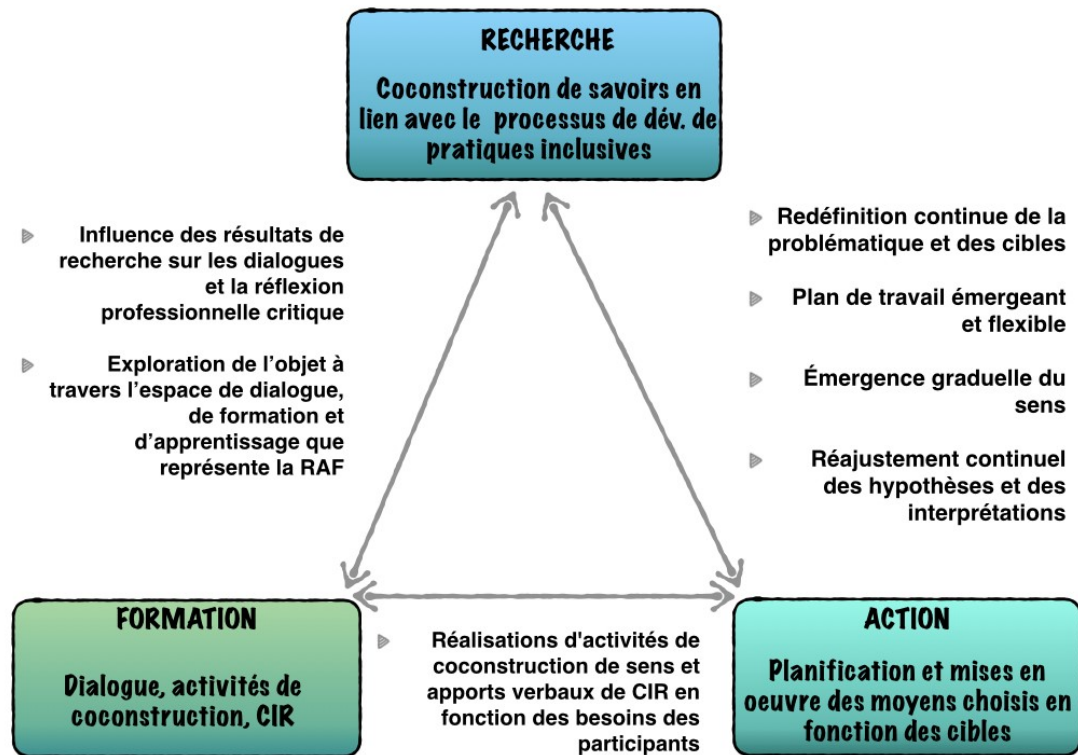 RECHERCHE
Coconstruction de savoirs en
lien avec le processus de dév. de
pratiques inclusives
Influence des résultats de
recherche sur les dialogues
et la réflexion
professionnelle critique
Exploration de l'objet à
travers l'espace de dialogue,
de formation et
d'apprentissage que
représente la RAF
Redéfinition continue de la
problématique et des cibles
Plan de travail émergeant
et flexible
Émergence graduelle du
sens
Réajustement continuel
des hypothèses et des
interprétations
FORMATION
Dialogue, activités de
coconstruction, CIR
Réalisations d'activités de
coconstruction de sens et
apports verbaux de CIR en
fonction des besoins des
participants
ACTION
Planification et mises en
oeuvre des moyens choisis en
fonction des cibles